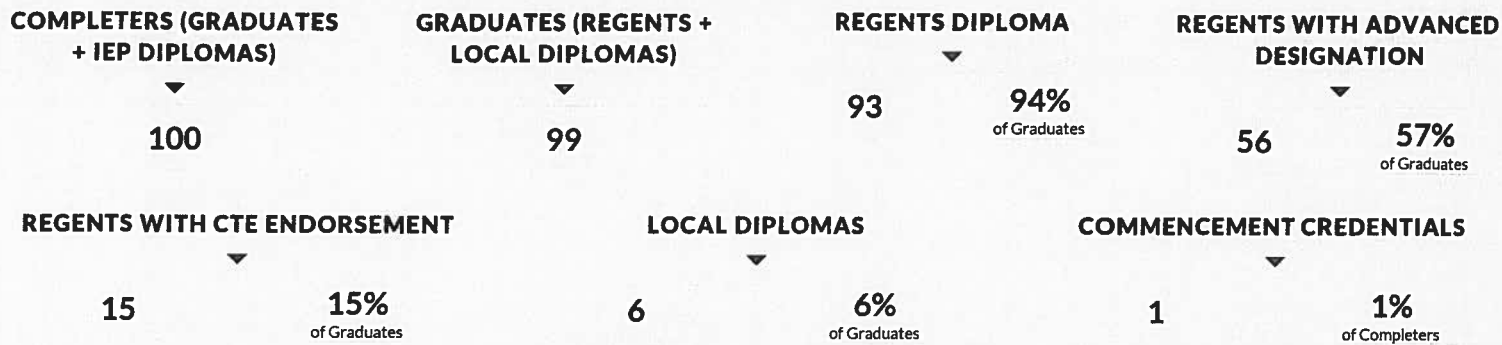 COMPLETERS (GRADUATES
+ IEP DIPLOMAS)
100
GRADUATES (REGENTS +
LOCAL DIPLOMAS)
99
REGENTS DIPLOMA
93
94%
of Graduates
REGENTS WITH ADVANCED
DESIGNATION
56
57%
of Graduates
REGENTS WITH CTE ENDORSEMENT
15
15%
of Graduates
LOCAL DIPLOMAS
6
6%
of Graduates
COMMENCEMENT CREDENTIALS
1
1%
of Completers